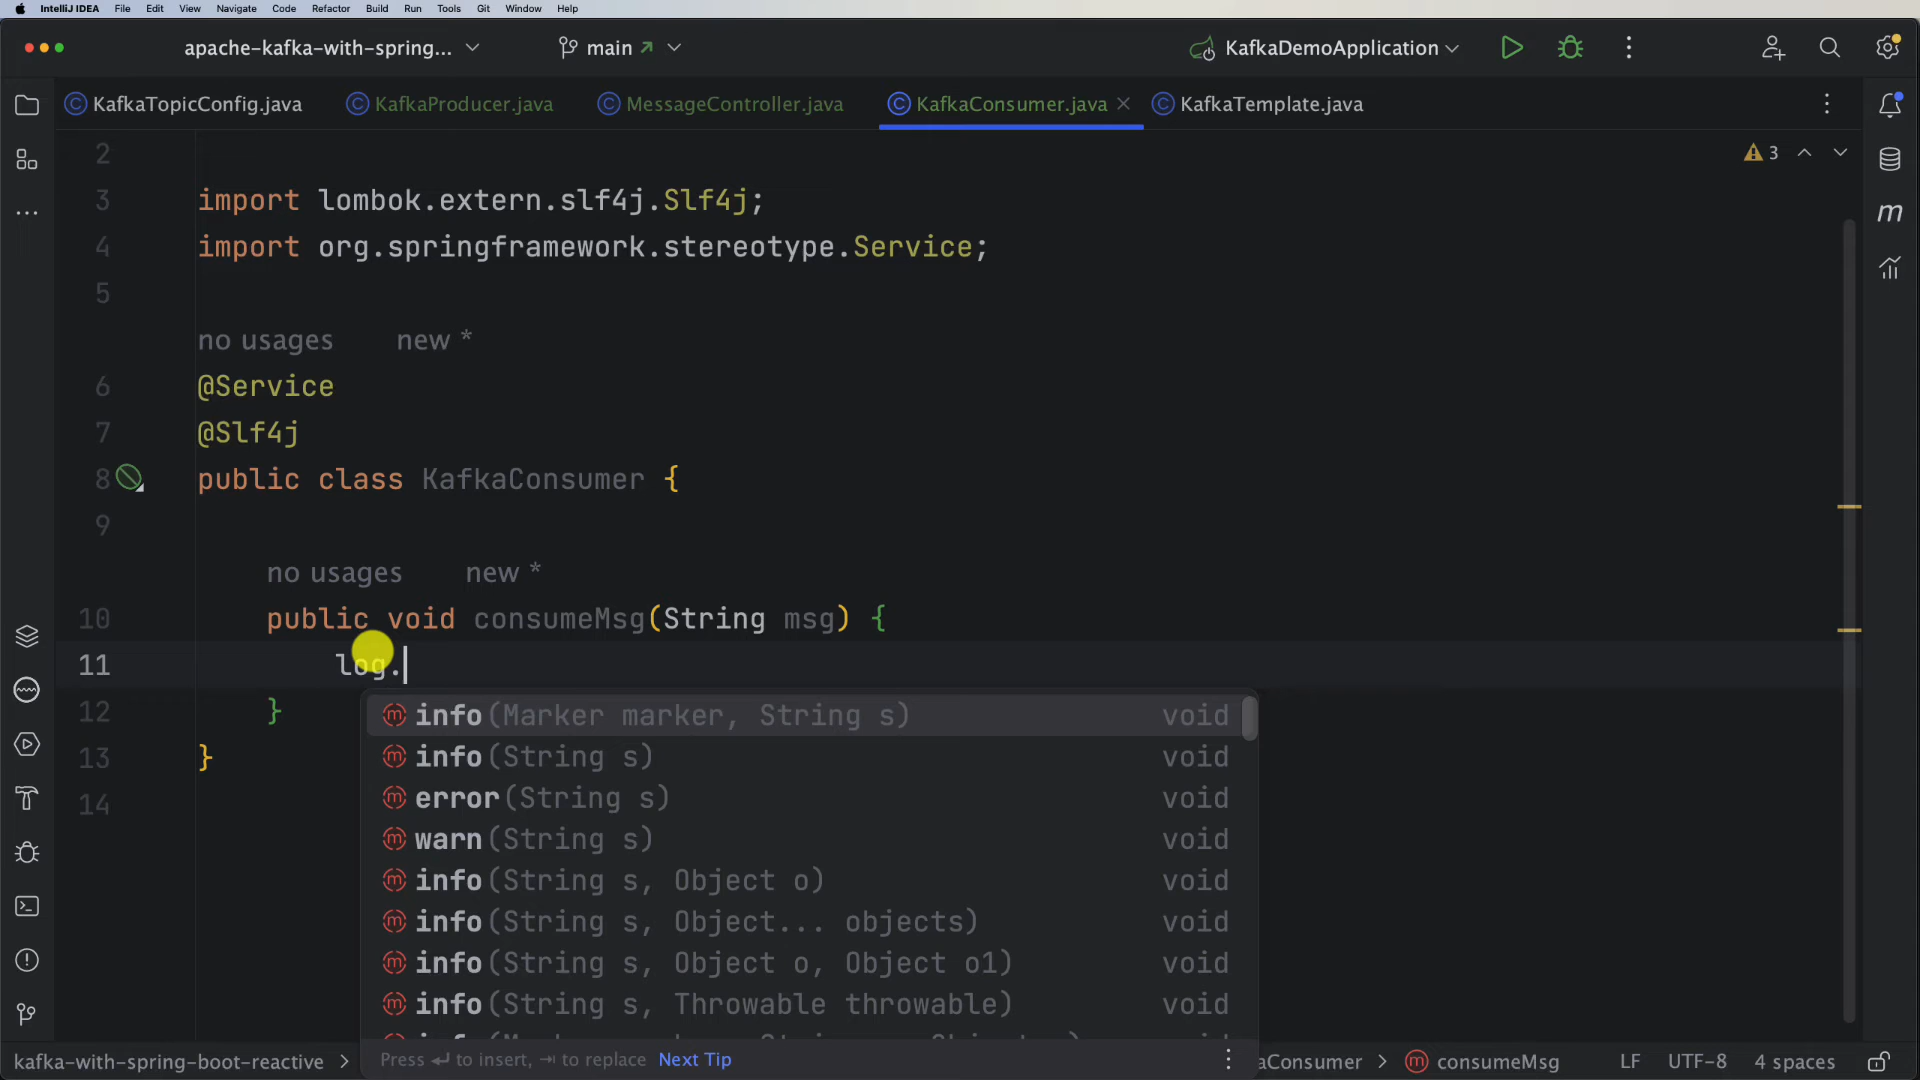 IntelliJ IDEA File Edit View Navigate Code Refactor Build Run Tools Git Window Help
apache-kafka-with-spring... main KafkaDemoApplication
KafkaTopicConfig.java KafkaProducer.java MessageController.java KafkaConsumer.java KafkaTemplate.java
2
3
3 import lombok.extern.slf4j.Slf4j;
4 import org.springframework.stereotype.Service;
5
no usages new *
6 @Service
7 @Slf4j
8 public class KafkaConsumer {
9
no usages new *
10 public void consumeMsg(String msg) {
11 log.
12 }
13 }
14
info(Marker marker, String s) void
info(String s) void
error(String s) void
warn(String s) void
info(String s, Object o) void
info(String s, Object... objects) void
info(String s, Object o, Object o1) void
info(String s, Throwable throwable) void
Press ↵ to insert, ⇥ to replace Next Tip
kafka-with-spring-boot-reactive > aConsumer > consumeMsg LF UTF-8 4 spaces